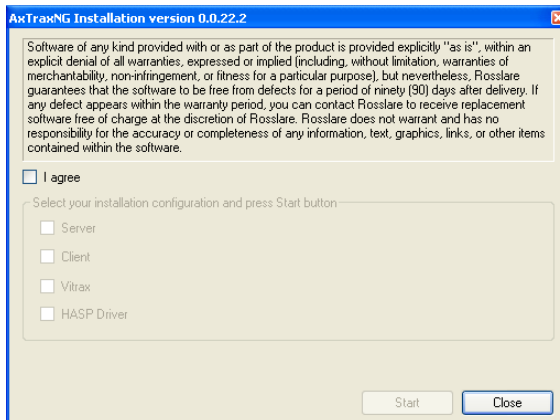 AxTraxNG Installation version 0.0.22.2
Software of any kind provided with or as part of the product is provided explicitly "as is", within an
explicit denial of all warranties, expressed or implied (including, without limitation, warranties of
merchantability, non-infringement, or fitness for a particular purpose), but nevertheless, Rosslare
guarantees that the software to be free from defects for a period of ninety (90) days after delivery. If
any defect appears within the warranty period, you can contact Rosslare to receive replacement
software free of charge at the discretion of Rosslare. Rosslare does not warrant and has no
responsibility for the accuracy or completeness of any information, text, graphics, links, or other items
contained within the software.
I agree
Select your installation configuration and press Start button
Server
Client
Vitrax
HASP Driver
Start
Close